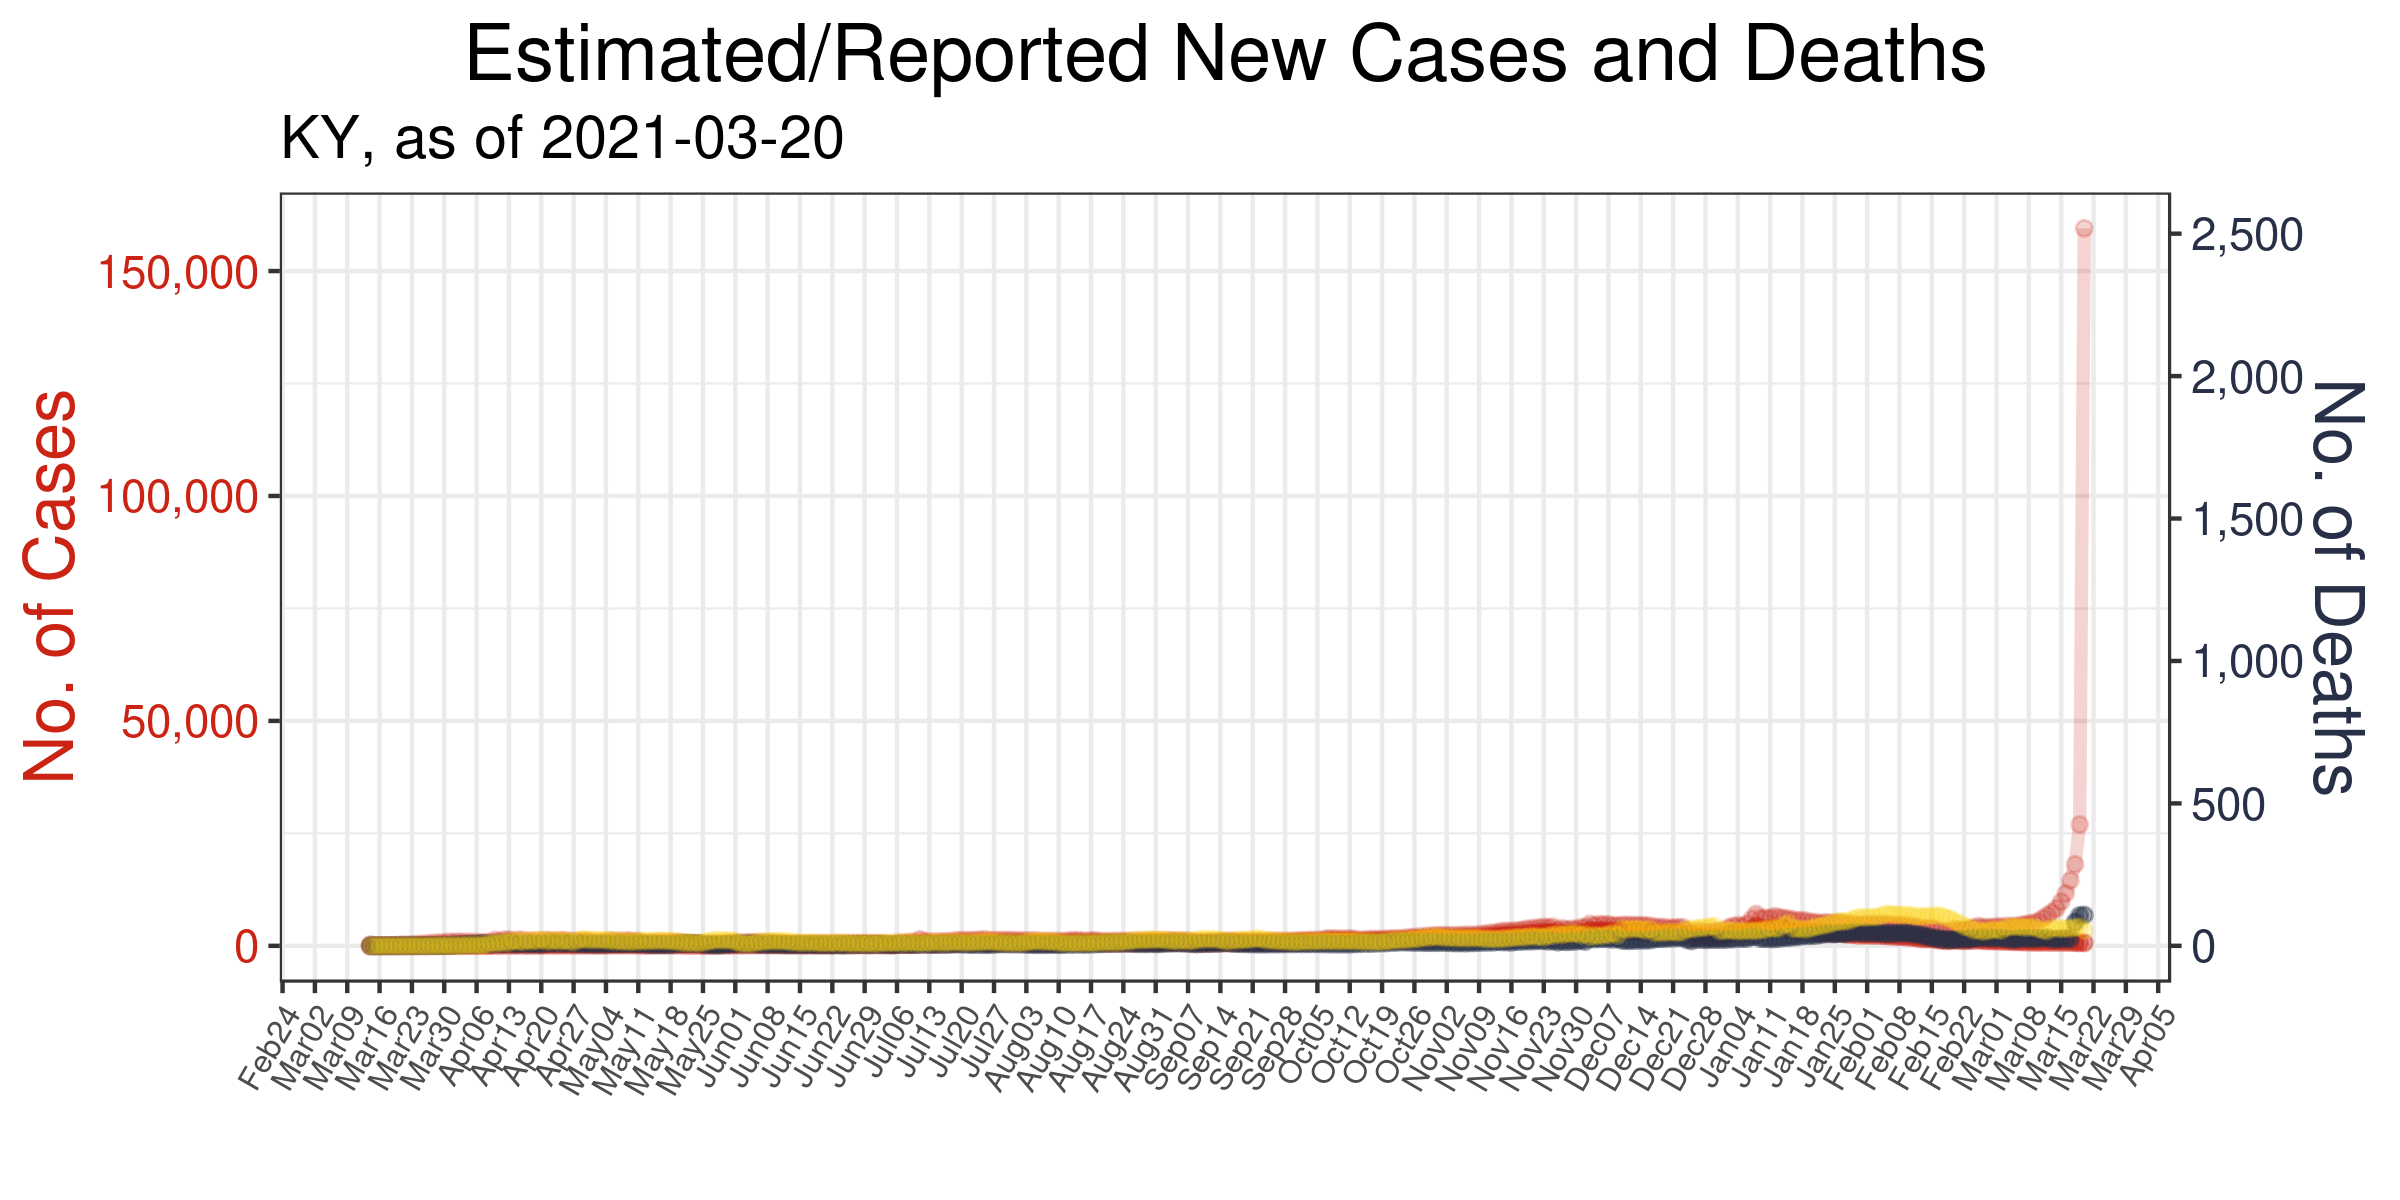 Estimated/Reported New Cases and Deaths
KY, as of 2021-03-20
No. of Cases
150,000
100,000
50,000
0
2,500
2,000
1,500
1,000
500
0
No. of Deaths
Feb24
Mar02
Mar09
Mar16
Mar23
Mar30
Apr06
Apr13
Apr20
Apr27
May04
May11
May18
May25
Jun01
Jun08
Jun15
Jun22
Jun29
Jul06
Jul13
Jul20
Jul27
Aug03
Aug10
Aug17
Aug24
Aug31
Sep07
Sep14
Sep21
Sep28
Oct05
Oct12
Oct19
Oct26
Nov02
Nov09
Nov16
Nov23
Nov30
Dec07
Dec14
Dec21
Dec28
Jan04
Jan11
Jan18
Jan25
Feb01
Feb08
Feb15
Feb22
Mar01
Mar08
Mar15
Mar22
Mar29
Apr05